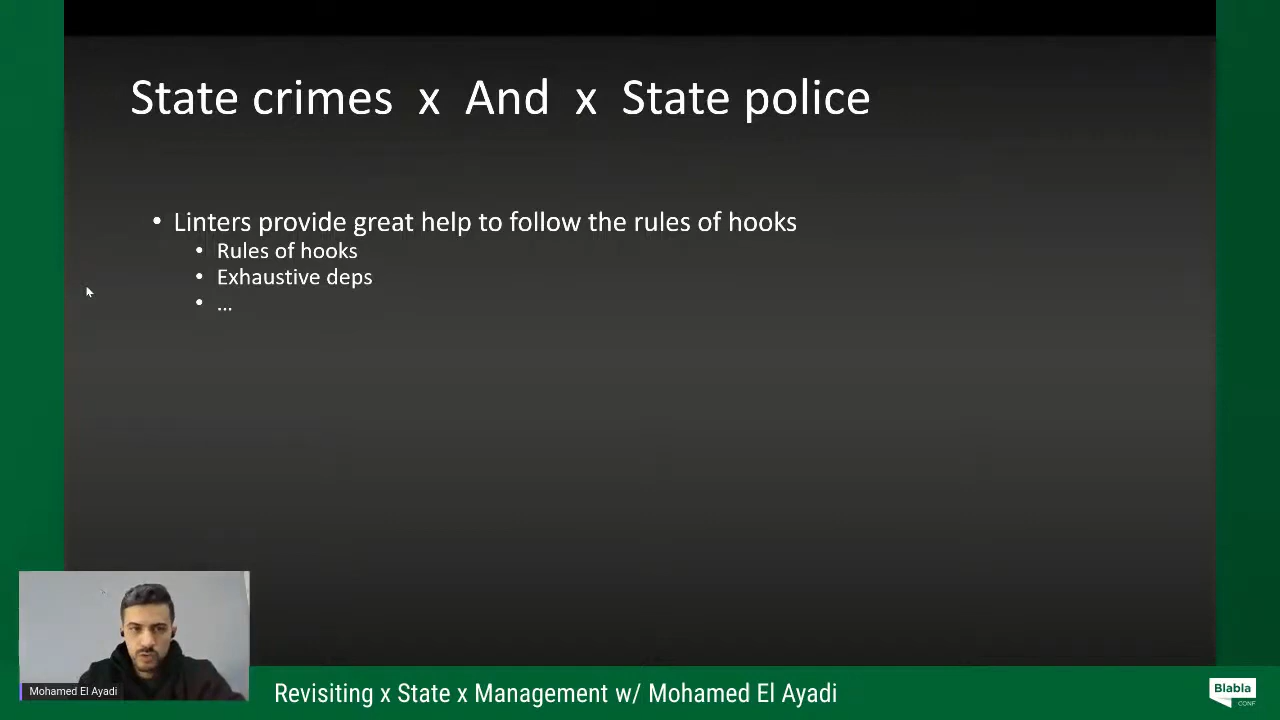 State crimes x And x State police
• Linters provide great help to follow the rules of hooks
• Rules of hooks
• Exhaustive deps
• ...
Mohamed El Ayadi
Revisiting x State x Management w/ Mohamed El Ayadi
Blabla
CONF